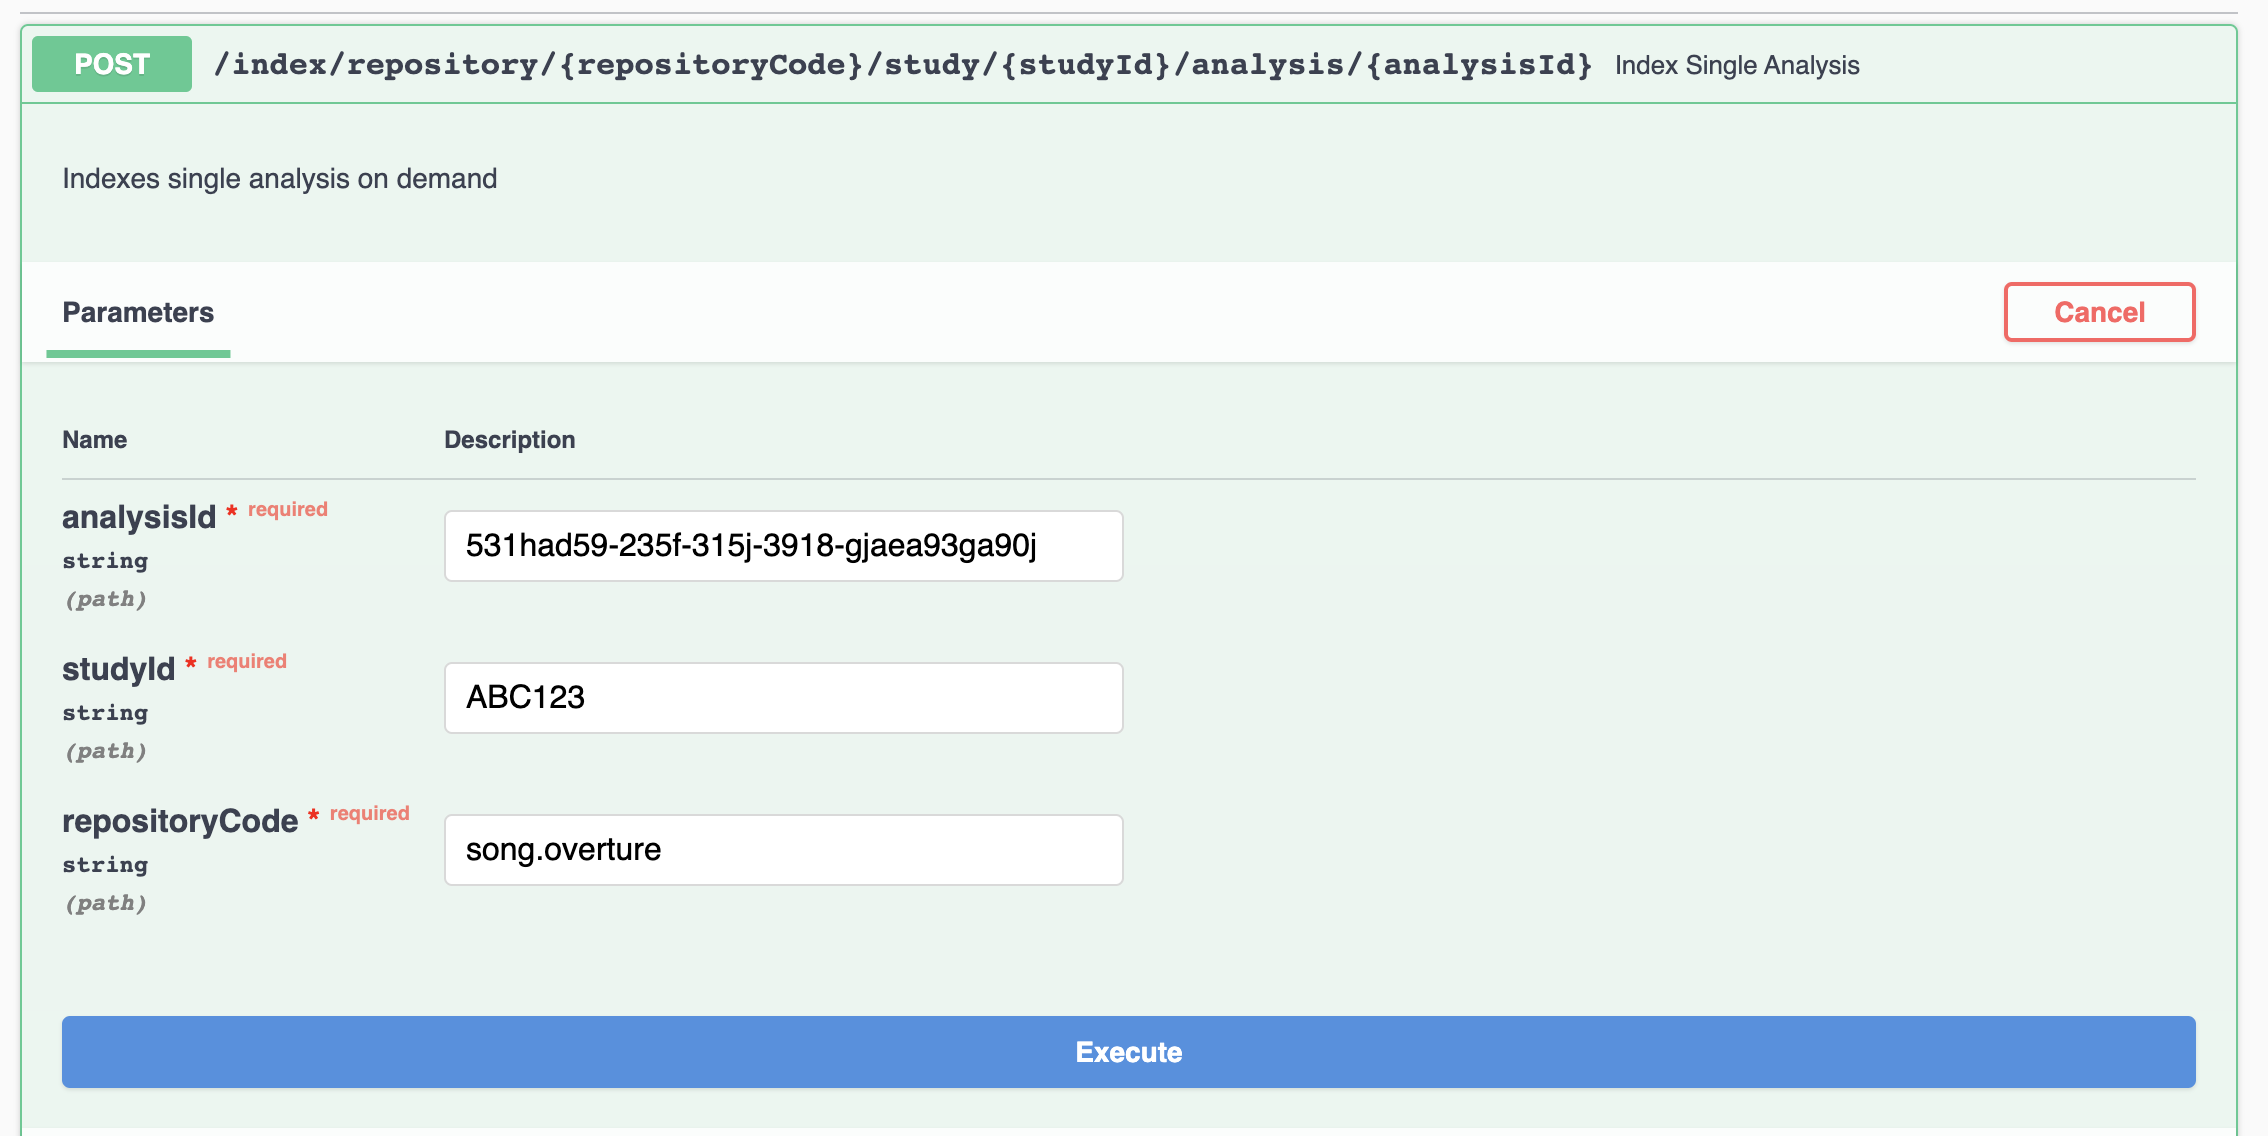 POST /index/repository/{repositoryCode}/study/{studyId}/analysis/{analysisId} Index Single Analysis
Indexes single analysis on demand
Parameters
Cancel
Name Description
analysisId * required
string
(path)
531had59-235f-315j-3918-gjaea93ga90j
studyId * required
string
(path)
ABC123
repositoryCode * required
string
(path)
song.overture
Execute